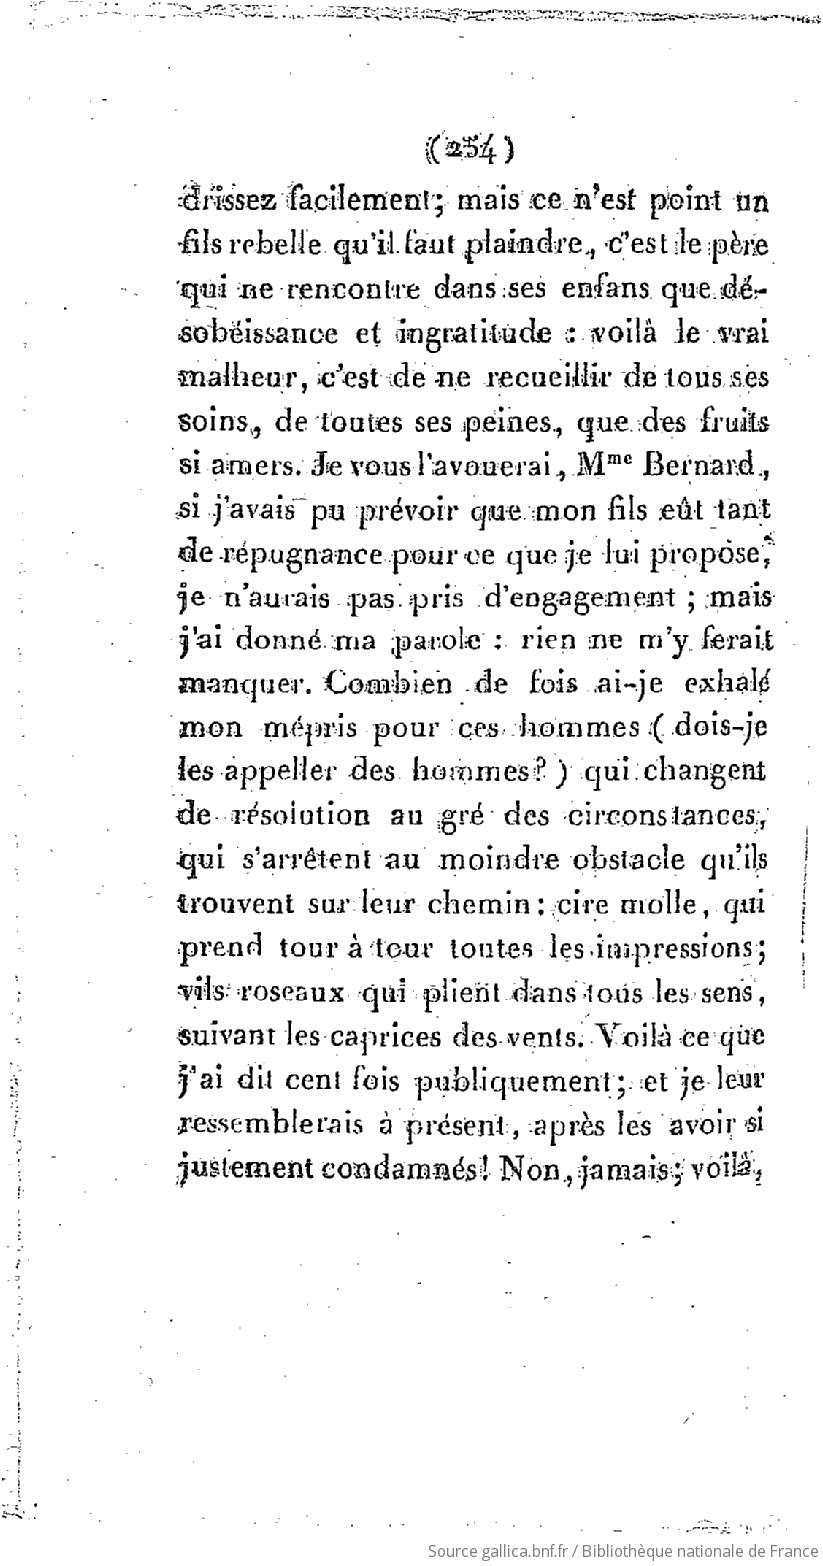 (254)
drissez facilement; mais ce n'est point un
fils rebelle qu'il faut plaindre, c'est le père
qui ne rencontre dans ses enfans que dé-
sobéissance et ingratitude : voilà le vrai
malheur, c'est de ne recueillir de tous ses
soins, de toutes ses peines, que des fruits
si amers. Je vous l'avouerai, Mme Bernard,
si j'avais pu prévoir que mon fils eût tant
de répugnance pour ce que je lui propose,
je n'aurais pas pris d'engagement ; mais
j'ai donné ma parole : rien ne m'y ferait
manquer. Combien de fois ai-je exhalé
mon mépris pour ces hommes ( dois-je
les appeller des hommes? ) qui changent
de résolution au gré des circonstances,
qui s'arrêtent au moindre obstacle qu'ils
trouvent sur leur chemin : cire molle, qui
prend tour à tour toutes les impressions;
vils roseaux qui plient dans tous les sens,
suivant les caprices des vents. Voilà ce que
j'ai dit cent fois publiquement; et je leur
ressemblerais à présent, après les avoir si
justement condamnés! Non, jamais; voilà,
Source gallica.bnf.fr / Bibliothèque nationale de France